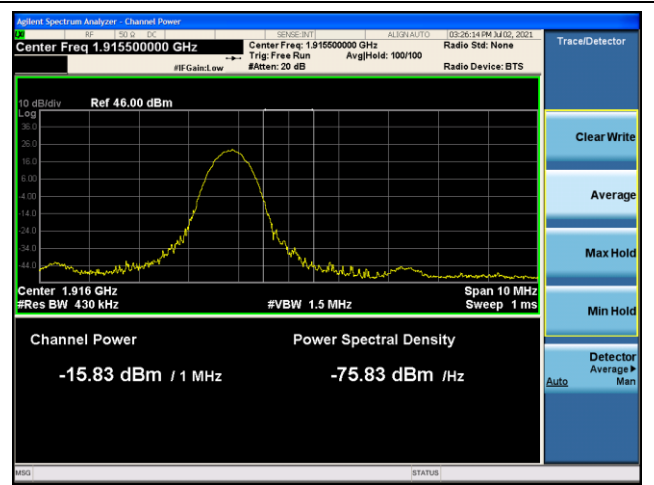 Agilent Spectrum Analyzer - Channel Power
RF 50 Ω DC SENSE:INT ALIGN AUTO 03:26:14 PM Jul 02, 2021
Center Freq 1.915500000 GHz Center Freq: 1.915500000 GHz Radio Std: None
Trig: Free Run Avg|Hold: 100/100
#IFGain:Low #Atten: 20 dB Radio Device: BTS
10 dB/div Ref 46.00 dBm
Log
36.0
26.0
16.0
6.00
-4.00
-14.0
-24.0
-34.0
-44.0
Center 1.916 GHz Span 10 MHz
#Res BW 430 kHz #VBW 1.5 MHz Sweep 1 ms
Channel Power Power Spectral Density
-15.83 dBm / 1 MHz -75.83 dBm /Hz
MSG STATUS
Trace/Detector
Clear Write
Average
Max Hold
Min Hold
Detector
Average▶
Auto Man